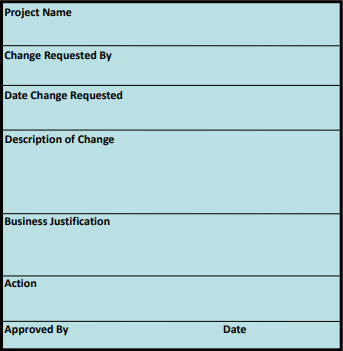 Project Name
Change Requested By
Date Change Requested
Description of Change
Business Justification
Action
Approved By Date